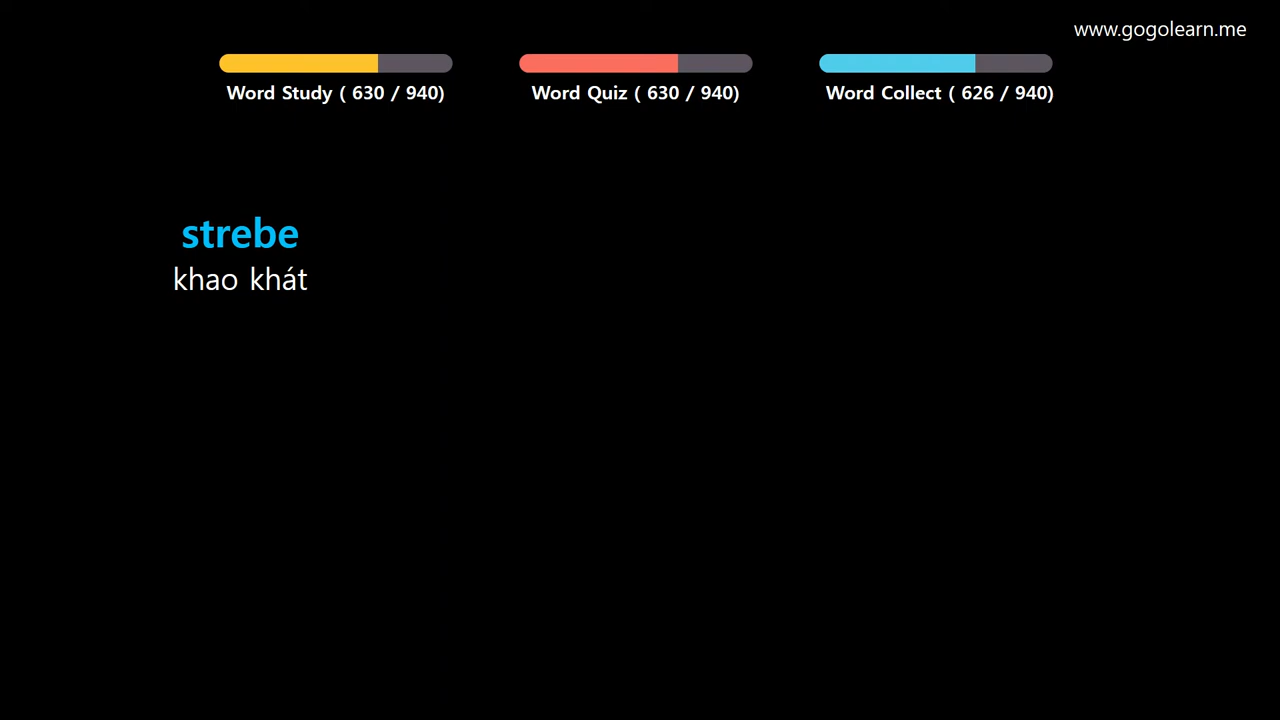 www.gogolearn.me
Word Study ( 630 / 940)
Word Quiz ( 630 / 940)
Word Collect ( 626 / 940)
strebe
khao khát